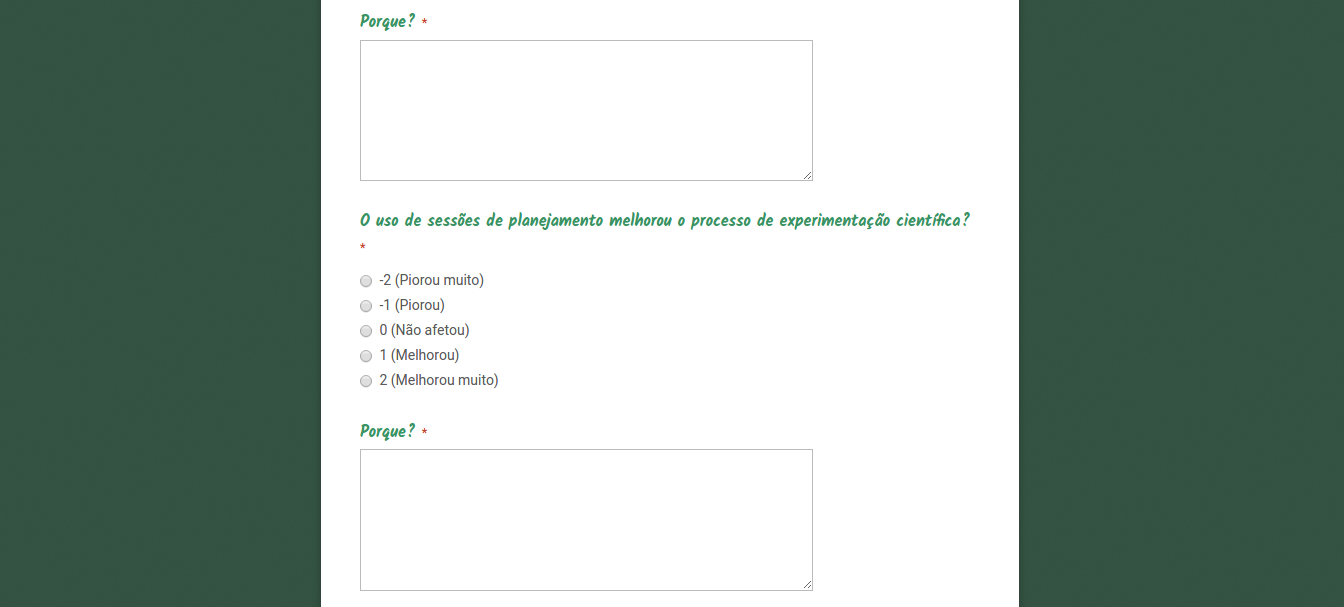 Porque? *
O uso de sessões de planejamento melhorou o processo de experimentação científica?
*
-2 (Piorou muito)
-1 (Piorou)
0 (Não afetou)
1 (Melhorou)
2 (Melhorou muito)
Porque? *